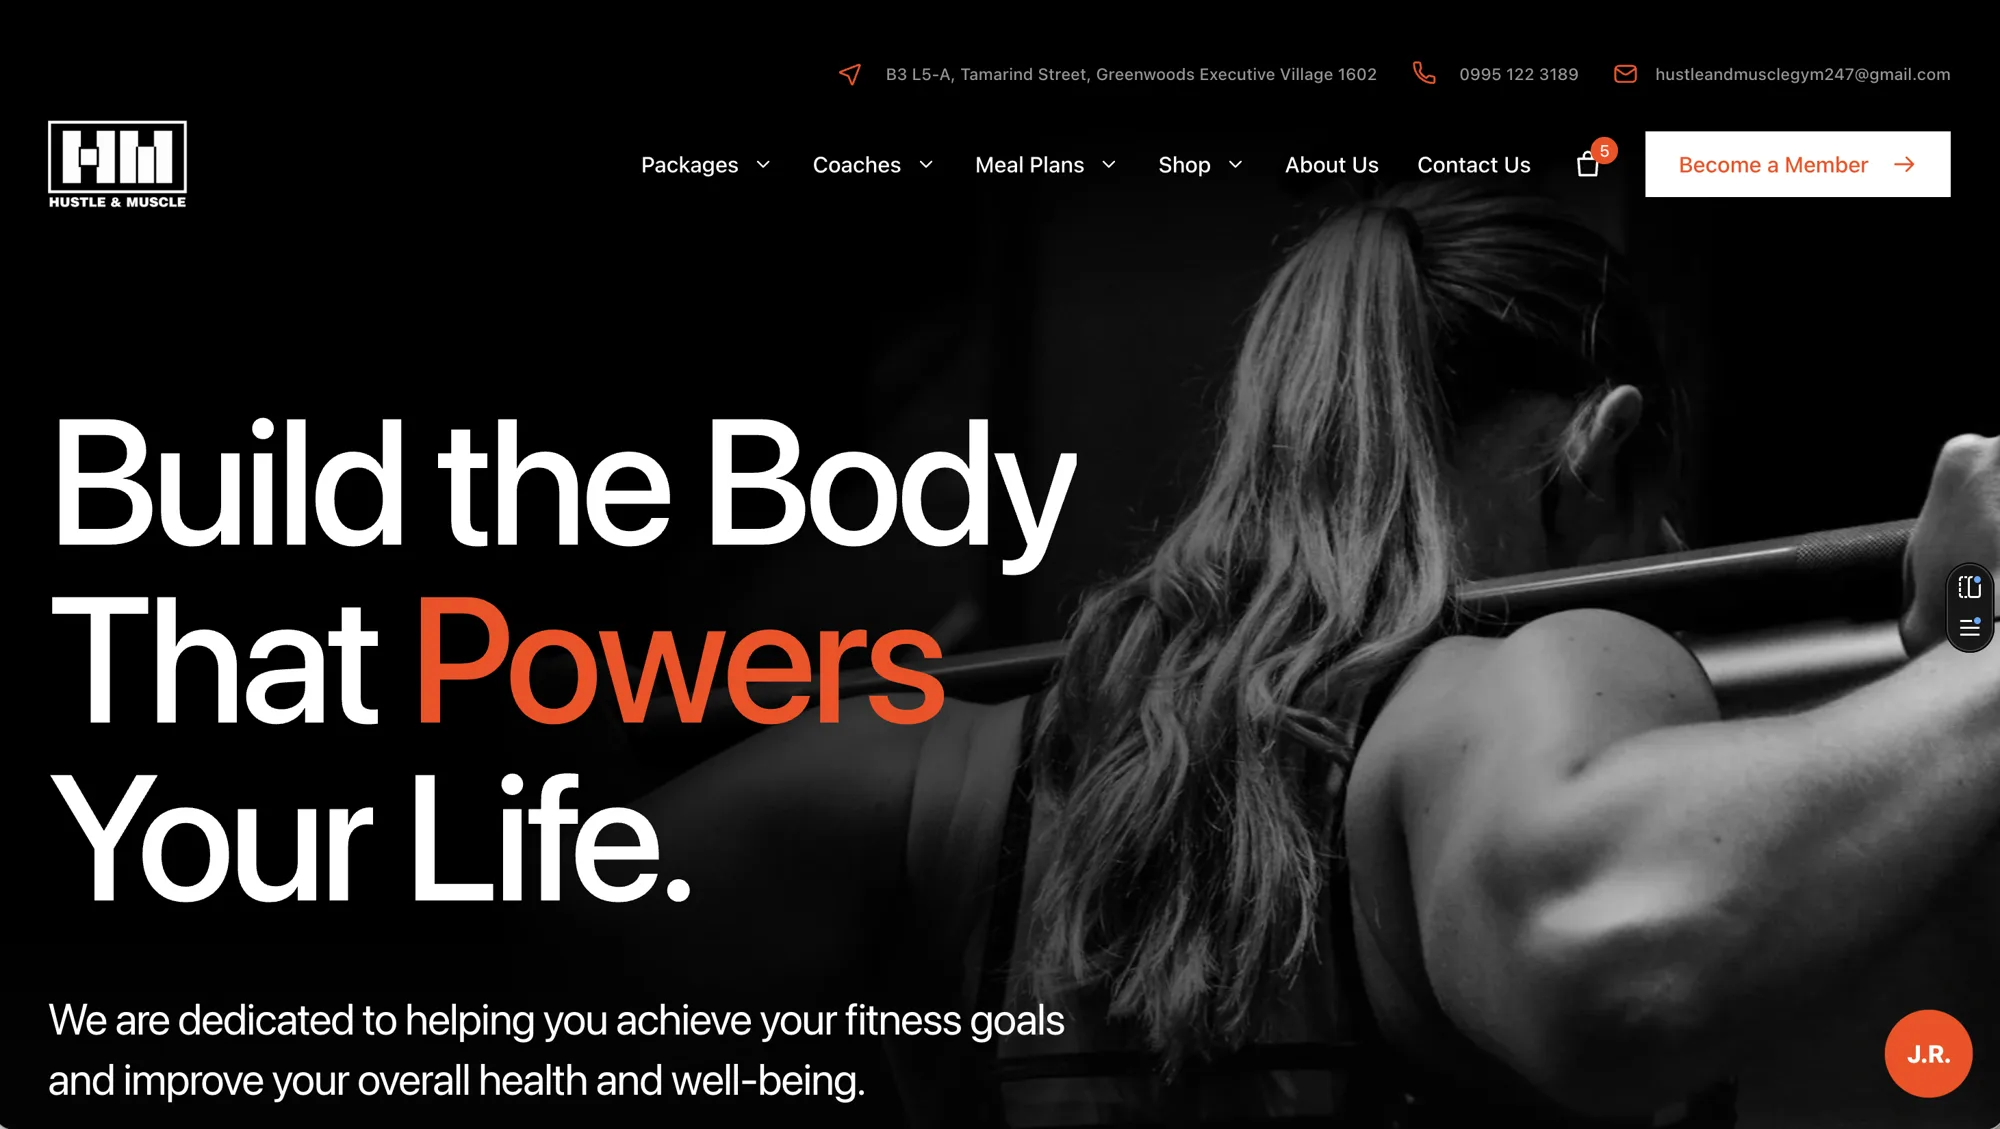 B3 L5-A, Tamarind Street, Greenwoods Executive Village 1602
0995 122 3189
hustleandmusclegym247@gmail.com
HM
HUSTLE & MUSCLE
Packages
Coaches
Meal Plans
Shop
About Us
Contact Us
5
Become a Member
Build the Body
That Powers
Your Life.
We are dedicated to helping you achieve your fitness goals
and improve your overall health and well-being.
J.R.